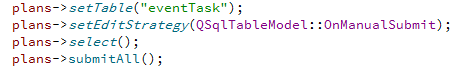 plans->setTable("eventTask");
plans->setEditStrategy(QSqlTableModel::OnManualSubmit);
plans->select();
plans->submitAll();